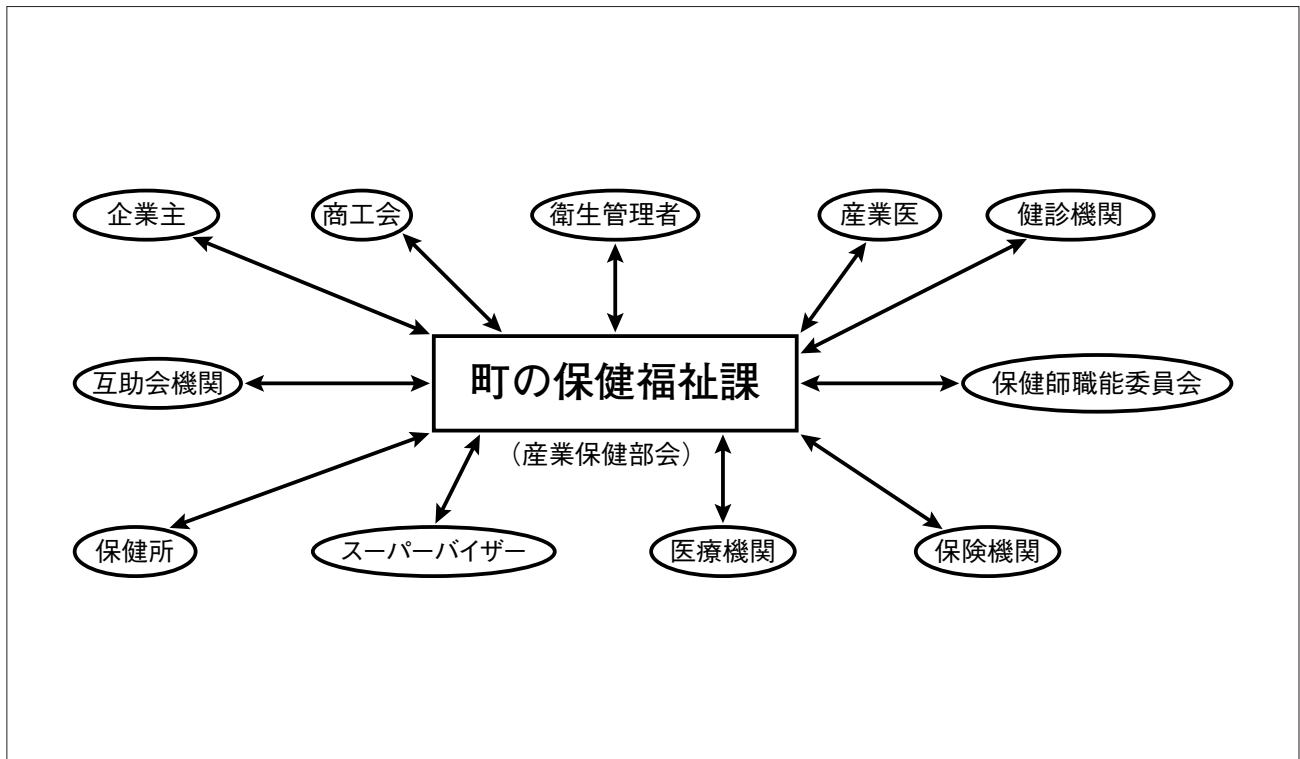 企業主
商工会
衛生管理者
産業医
健診機関
互助会機関
町の保健福祉課
保健師職能委員会
（産業保健部会）
保健所
スーパーバイザー
医療機関
保険機関